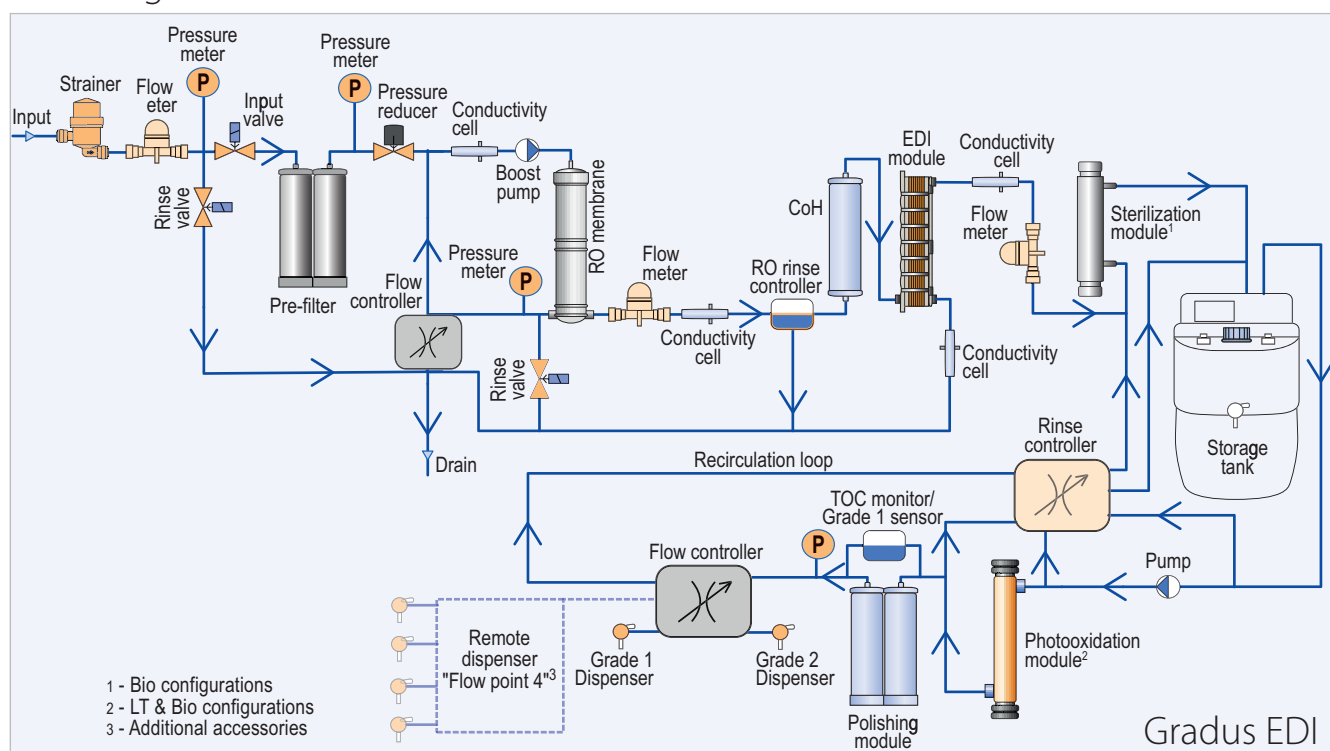 Pressure
meter
Strainer
Flow
eter
Input
P
Input
valve
Pressure
meter
P
Pressure
reducer
Conductivity
cell
Boost
pump
EDI
module
Conductivity
cell
CoH
RO membrane
Flow
meter
Sterilization
module1
Rinse
valve
Pre-filter
Flow
controller
Pressure
meter
P
Flow
meter
RO rinse
controller
Conductivity
cell
Conductivity
cell
Rinse
valve
Drain
Rinse
controller
Storage
tank
Recirculation loop
TOC monitor/
Grade 1 sensor
P
Flow controller
Pump
Remote
dispenser
"Flow point 4"3
Grade 1
Dispenser
Grade 2
Dispenser
Photooxidation
module2
Polishing
module
1 - Bio configurations
2 - LT & Bio configurations
3 - Additional accessories
Gradus EDI